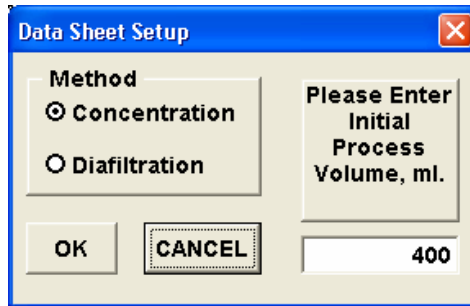 Data Sheet Setup
Method
Concentration
Diafiltration
Please Enter
Initial
Process
Volume, ml.
OK
CANCEL
400